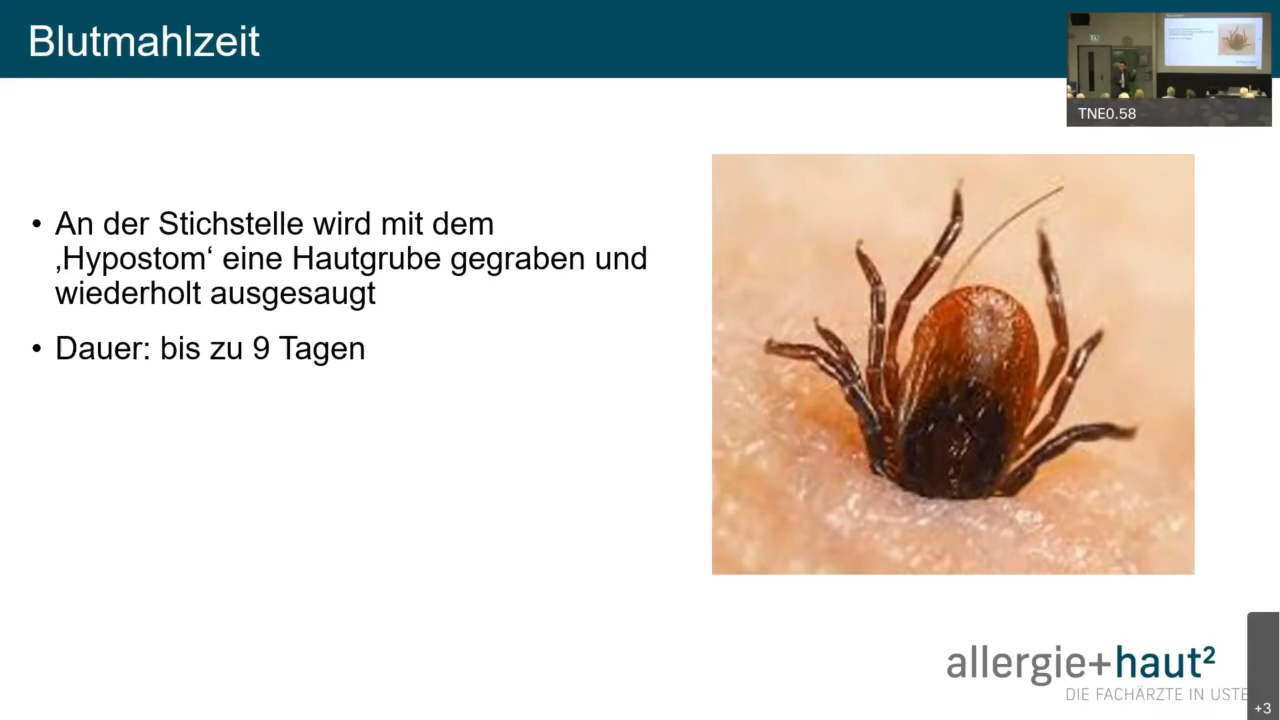 Blutmahlzeit
TNE0.58
• An der Stichstelle wird mit dem
‚Hypostom‘ eine Hautgrube gegraben und
wiederholt ausgesaugt
• Dauer: bis zu 9 Tagen
allergie+haut²
DIE FACHÄRZTE IN USTE
+3